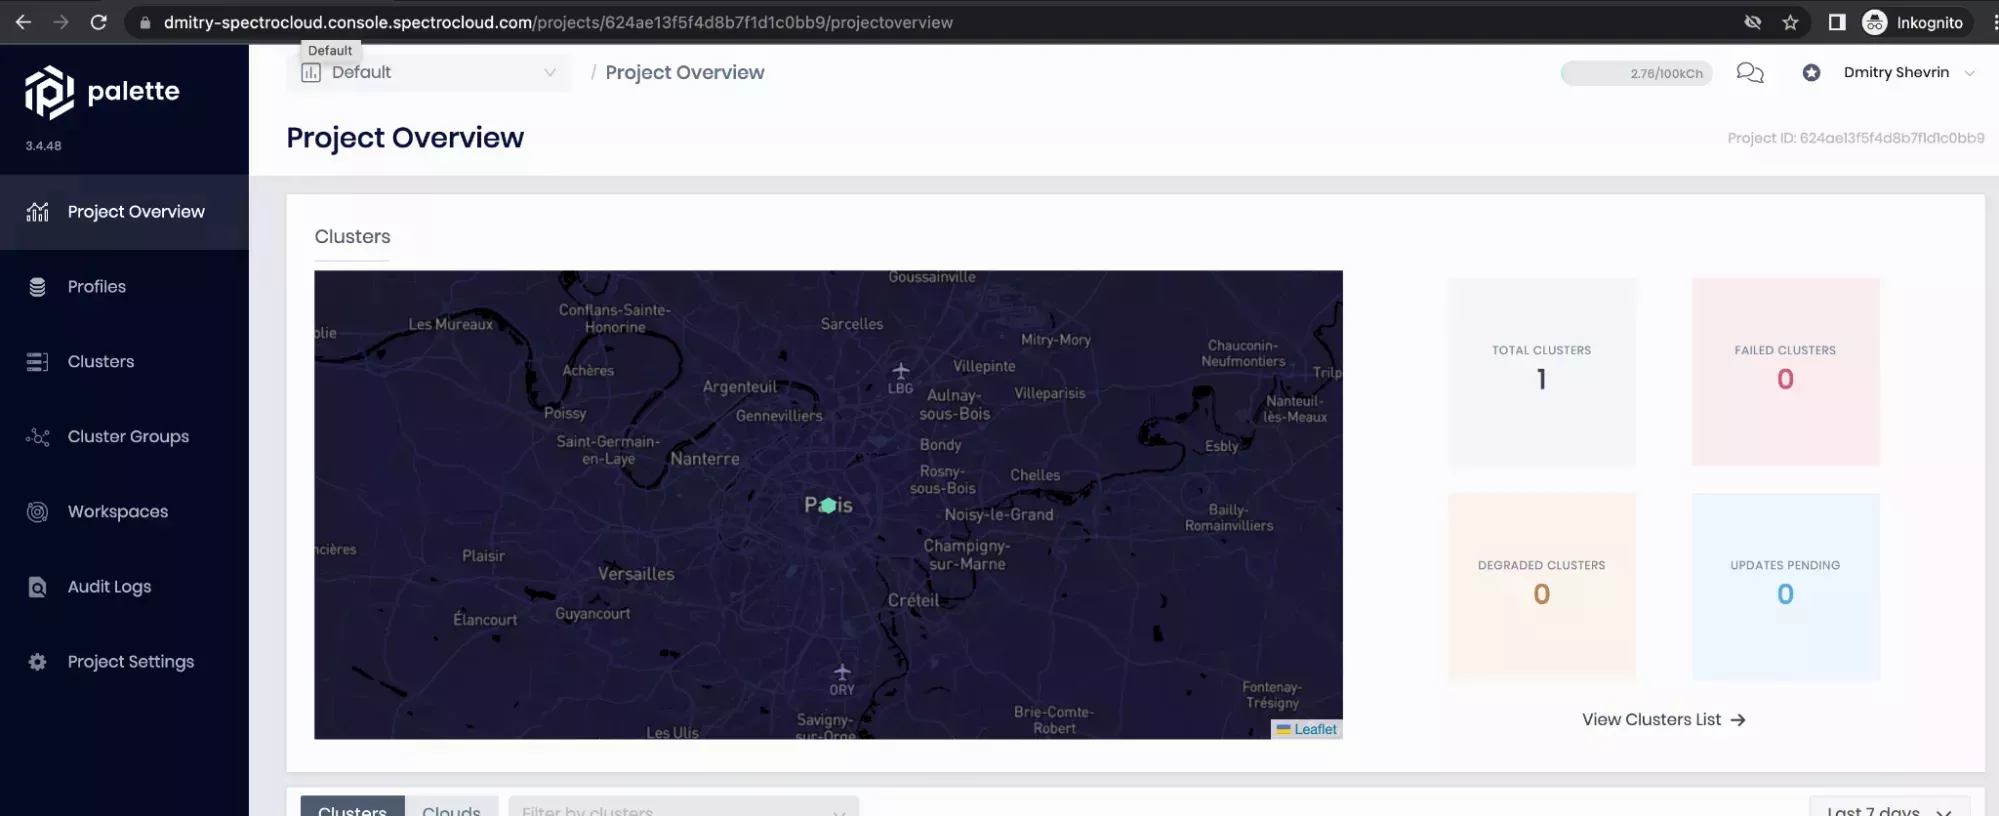 dmitry-spectrocloud.console.spectrocloud.com/projects/624ae13f5f4d8b7f1d1c0bb9/projectoverview
Inkognito
Default
palette
3.4.48
Default
/ Project Overview
2.76/100kCh
Dmitry Shevrin
Project Overview
Project ID: 624ae13f5f4d8b7f1d1c0bb9
Project Overview
Profiles
Clusters
Cluster Groups
Workspaces
Audit Logs
Project Settings
Clusters
Goussainville
Conflans-Sainte-
Honorine
Les Mureaux
Sarcelles
olie
Mitry-Mory
Chauconin-
Neufmontiers
Achères
Villepinte
Trilp
Argenteuil
LBG
Aulnay-
sous-Bois
Villeparisis
Nanteuil-
lès-Meaux
Poissy
Gennevilliers
Saint-Germain-
en-Laye
Nanterre
Bondy
Esbly
Rosny-
sous-Bois
Chelles
Paris
Noisy-le-Grand
Bailly-
Romainvilliers
ncières
Plaisir
Champigny-
sur-Marne
Versailles
Créteil
Élancourt
Guyancourt
ORY
Fontenay-
Trésigny
Savigny-
sur-Orge
Brie-Comte-
Robert
Les Ulis
Leaflet
TOTAL CLUSTERS
1
FAILED CLUSTERS
0
DEGRADED CLUSTERS
0
UPDATES PENDING
0
View Clusters List →
Clusters
Clouds
Filter by clusters
Last 7 days